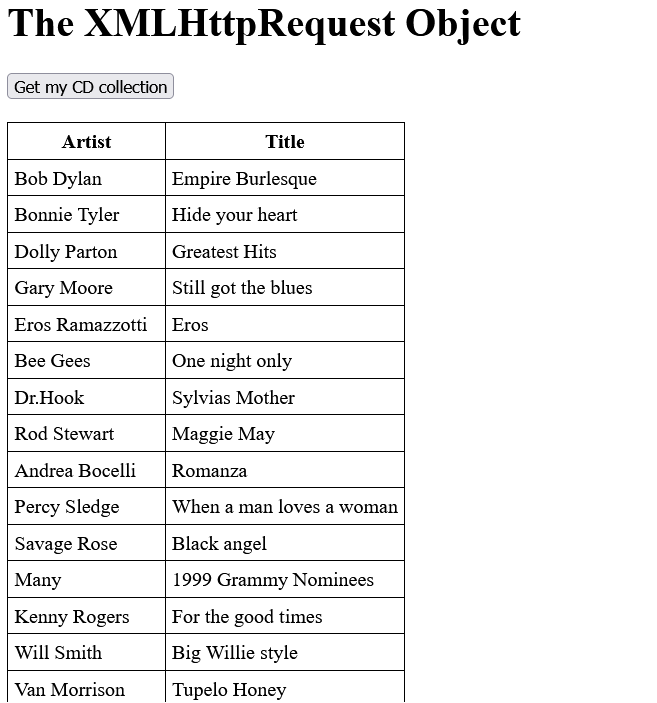 The XMLHttpRequest Object
Get my CD collection
Artist Title
Bob Dylan Empire Burlesque
Bonnie Tyler Hide your heart
Dolly Parton Greatest Hits
Gary Moore Still got the blues
Eros Ramazzotti Eros
Bee Gees One night only
Dr.Hook Sylvias Mother
Rod Stewart Maggie May
Andrea Bocelli Romanza
Percy Sledge When a man loves a woman
Savage Rose Black angel
Many 1999 Grammy Nominees
Kenny Rogers For the good times
Will Smith Big Willie style
Van Morrison Tupelo Honey